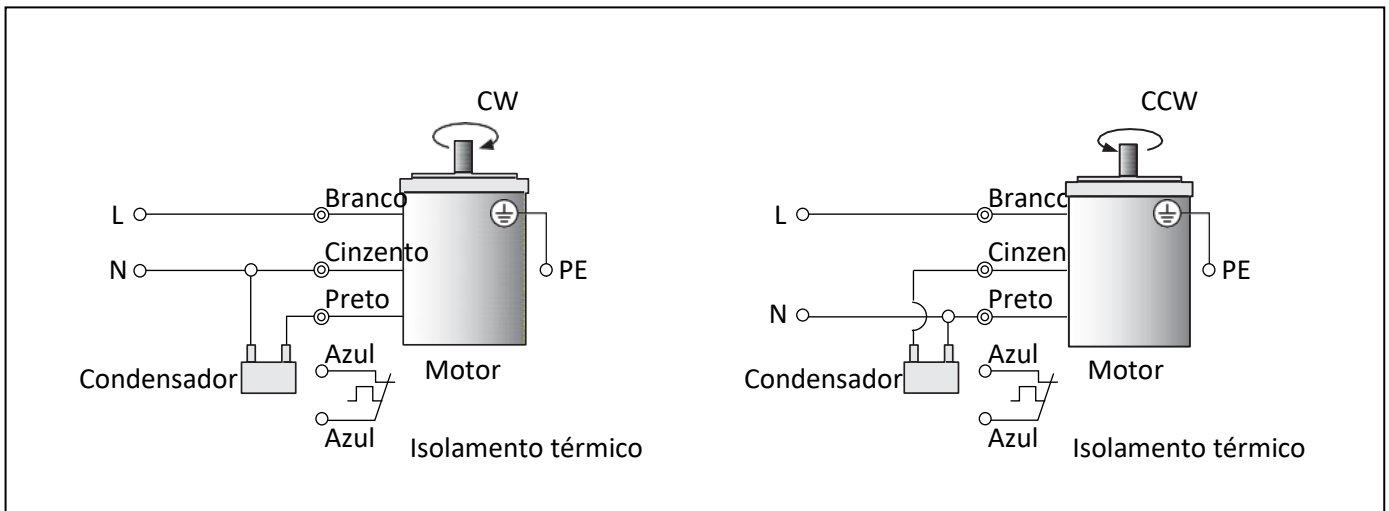 CW
Branco
L
Cinzento
N
PE
Preto
Azul
Motor
Condensador
Azul
Isolamento térmico
CCW
Branco
L
Cinzen
PE
Preto
N
Azul
Motor
Condensador
Azul
Isolamento térmico